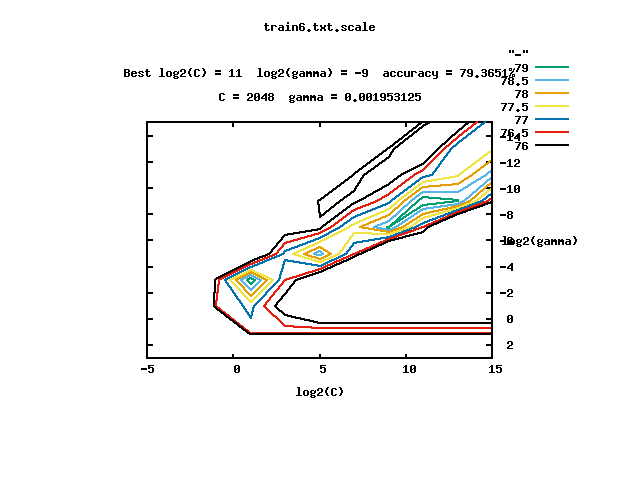 train6.txt.scale
"-"
Best log2(C) = 11 log2(gamma) = -9 accuracy = 79.3651%
79
78.5
C = 2048 gamma = 0.001953125
78
77.5
77
76.5
76
-14
-12
-10
-8
-6
log2(gamma)
-4
-2
0
2
-5 0 5 10 15
log2(C)